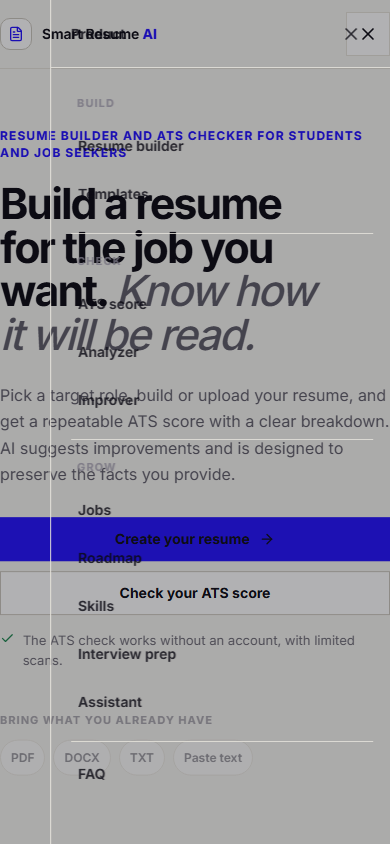 Smart Resume AI
Product
BUILD
RESUME BUILDER AND ATS CHECKER FOR STUDENTS
AND JOB SEEKERS
Resume builder
Templates
Build a resume
for the job you
want. Know how
it will be read.
CHECK
ATS score
Analyzer
Improver
Pick a target role, build or upload your resume, and
get a repeatable ATS score with a clear breakdown.
AI suggests improvements and is designed to
preserve the facts you provide.
GROW
Jobs
Create your resume →
Roadmap
Check your ATS score
Skills
The ATS check works without an account, with limited
scans.
Interview prep
Assistant
BRING WHAT YOU ALREADY HAVE
PDF DOCX TXT Paste text
FAQ